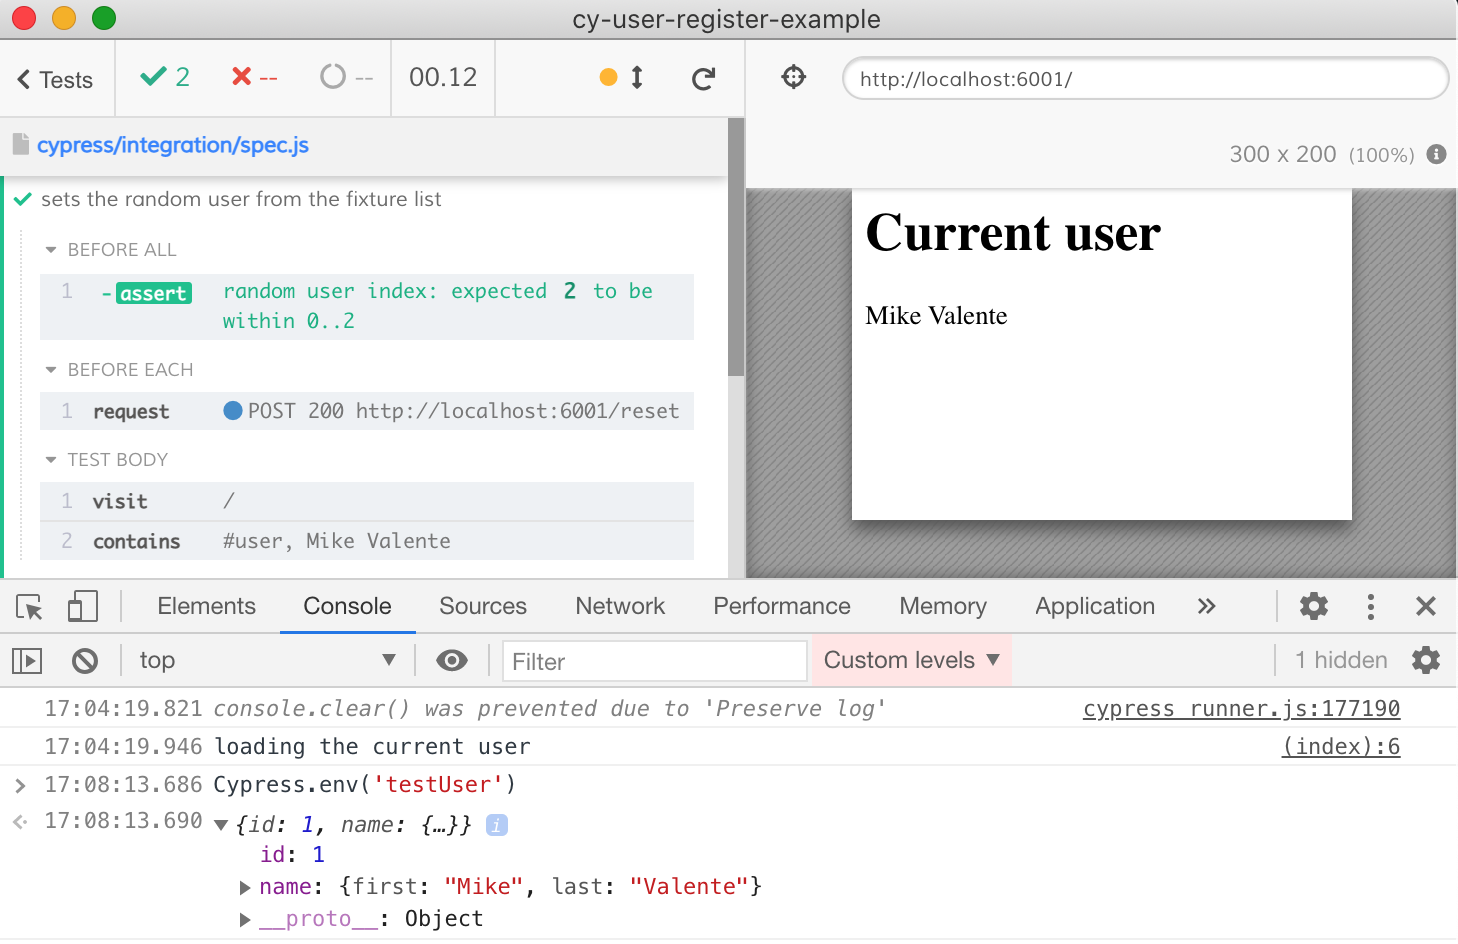 cy-user-register-example
Tests
2
--
--
00.12
http://localhost:6001/
cypress/integration/spec.js
300 x 200 (100%)
sets the random user from the fixture list
BEFORE ALL
1 -assert random user index: expected 2 to be
within 0..2
BEFORE EACH
1 request POST 200 http://localhost:6001/reset
TEST BODY
1 visit /
2 contains #user, Mike Valente
Current user
Mike Valente
Elements Console Sources Network Performance Memory Application »
top Filter Custom levels ▼ 1 hidden
17:04:19.821 console.clear() was prevented due to 'Preserve log' cypress_runner.js:177190
17:04:19.946 loading the current user (index):6
17:08:13.686 Cypress.env('testUser')
17:08:13.690 {id: 1, name: {…}} i
id: 1
name: {first: "Mike", last: "Valente"}
__proto__: Object